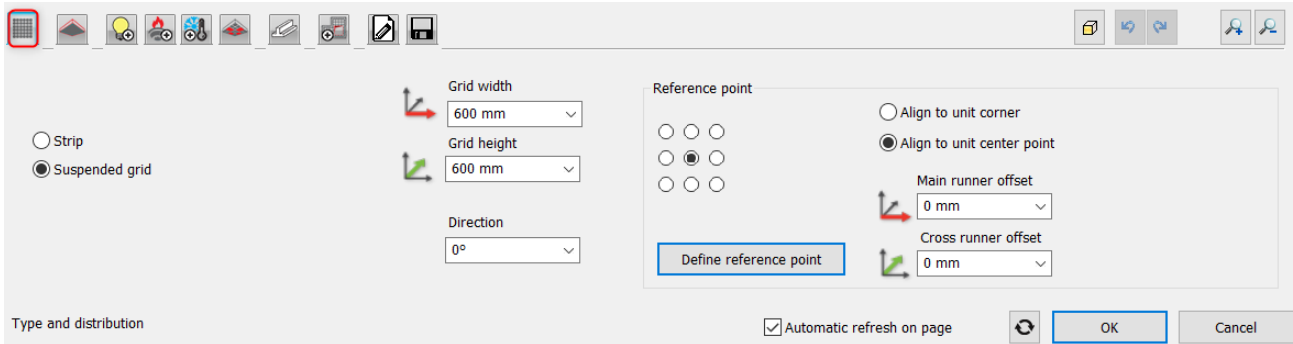 Grid width
600 mm
Grid height
600 mm
Strip
Suspended grid
Direction
0°
Reference point
Align to unit corner
Align to unit center point
Main runner offset
0 mm
Cross runner offset
0 mm
Define reference point
Type and distribution
Automatic refresh on page
OK
Cancel